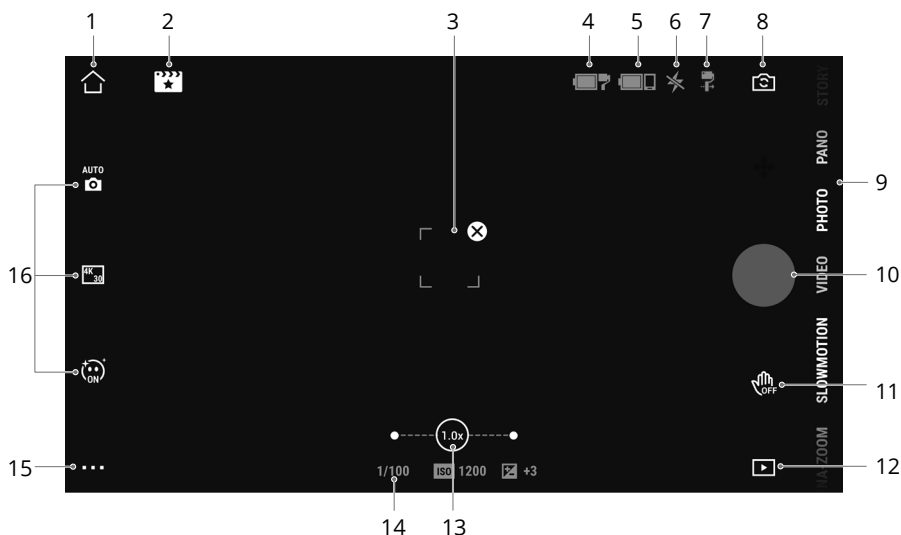 1 2 3 4 5 6 7 8
STORY
PANO
PHOTO
VIDEO
SLOWMOTION
NA-ZOOM
9
10
11
12
AUTO
4K
30
ON
16
15
OFF
1.0x
1/100 ISO 1200 +3
14 13